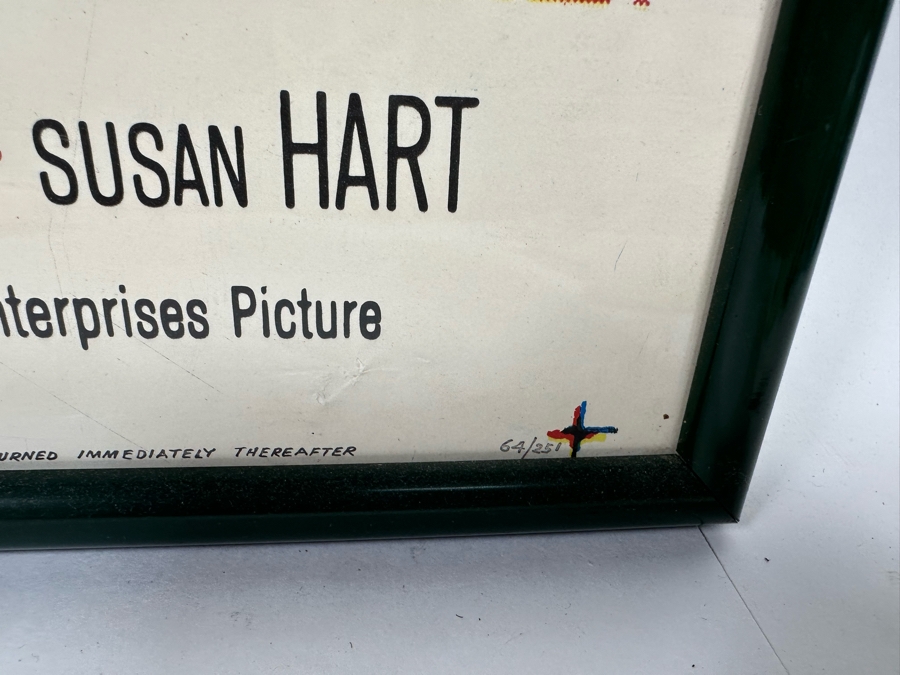 SUSAN HART
nterprises Picture
URNED IMMEDIATELY THEREAFTER
64/251